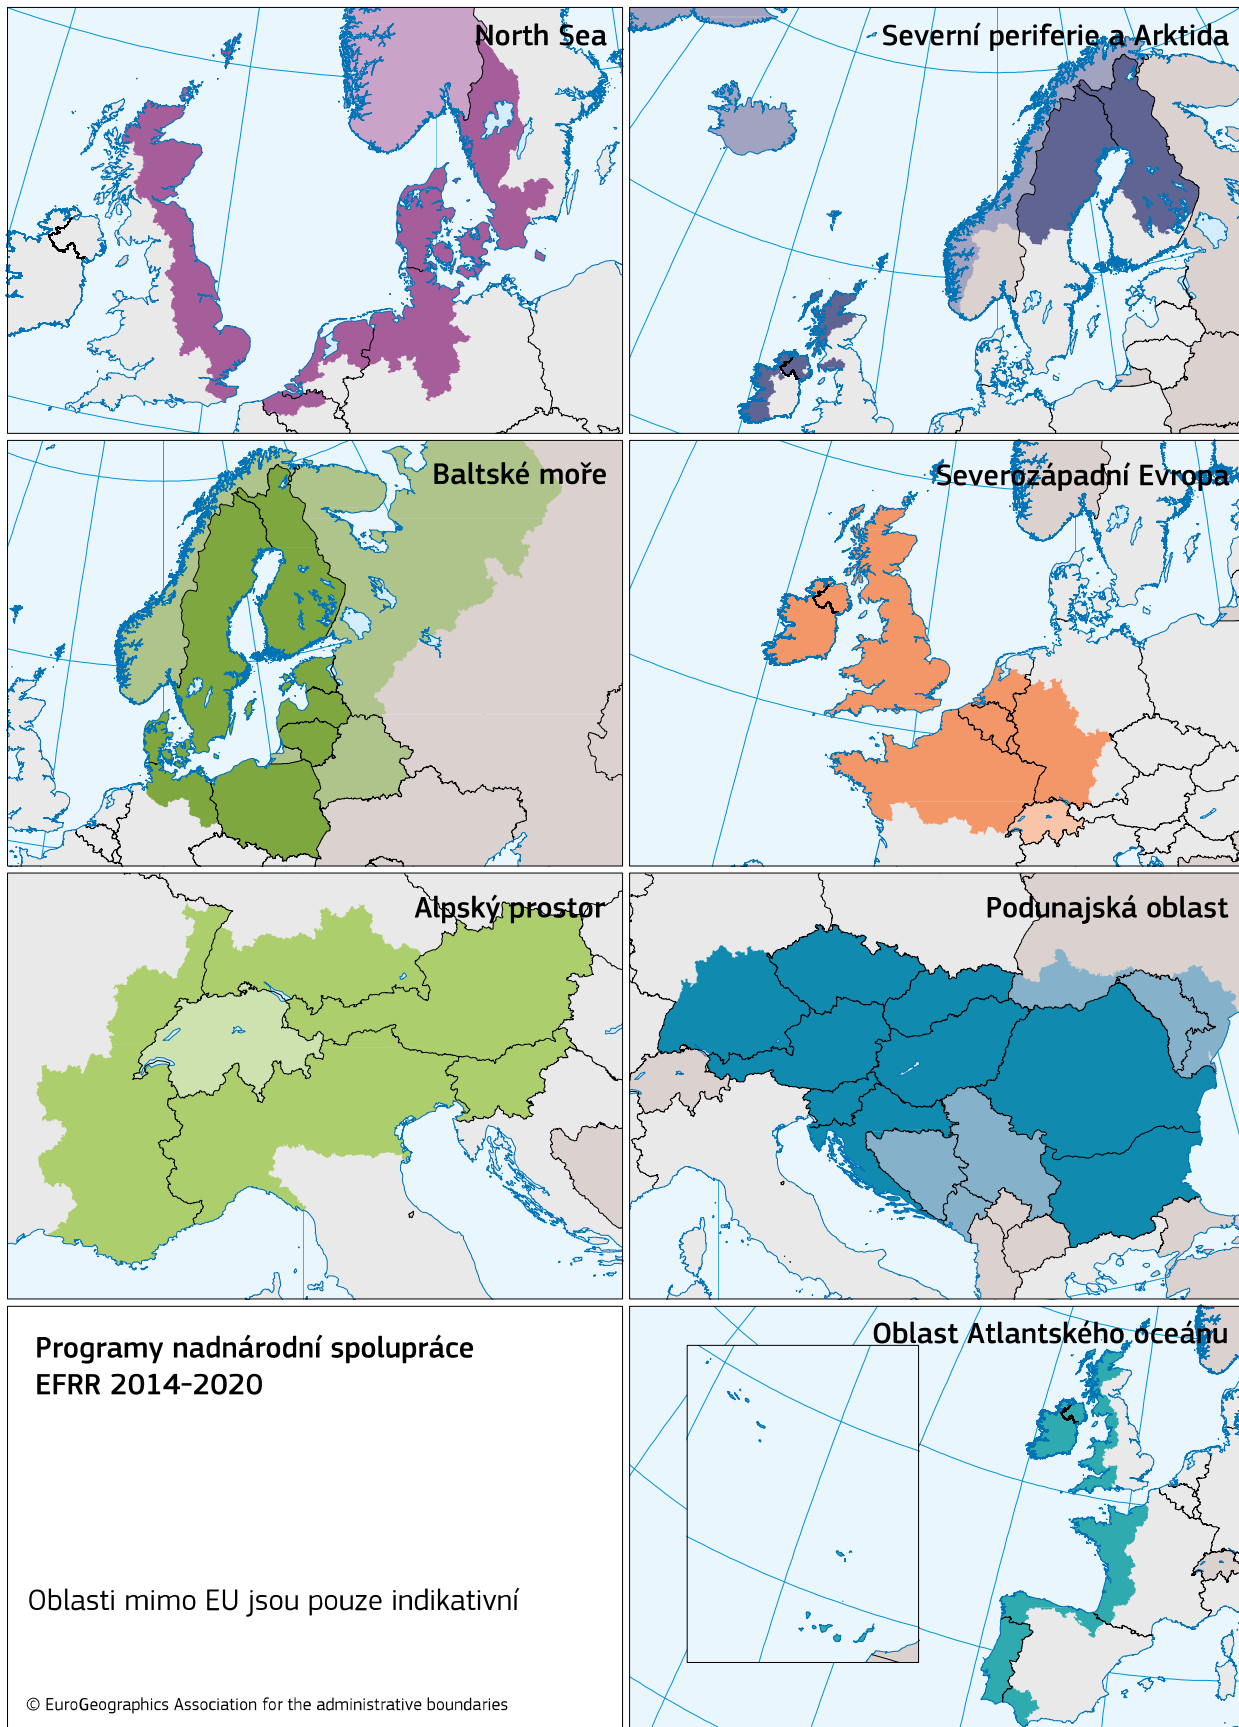 North Sea
Severní periferie a Arktida
Baltské moře
Severozápadní Evropa
Alpský prostor
Podunajská oblast
Programy nadnárodní spolupráce
EFRR 2014-2020
Oblasti mimo EU jsou pouze indikativní
© EuroGeographics Association for the administrative boundaries
Oblast Atlantského oceánu